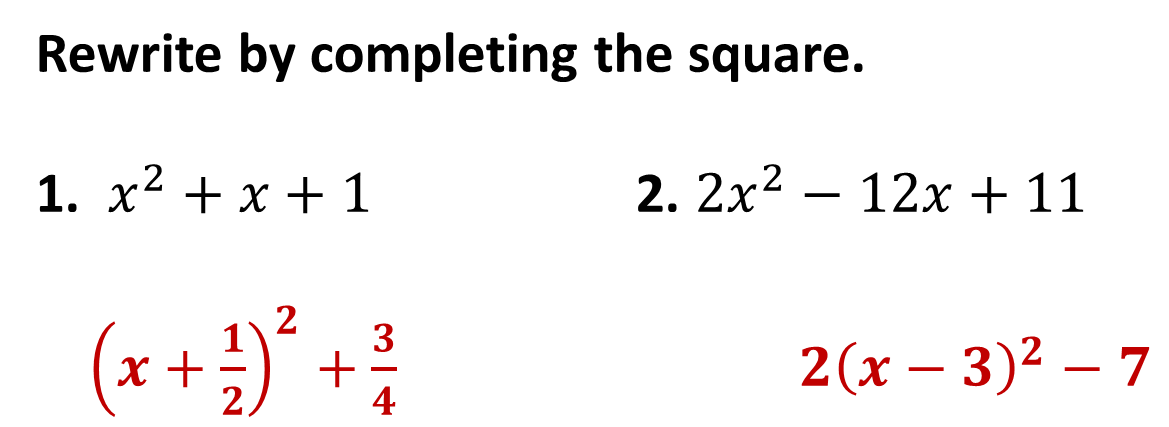 Rewrite by completing the square.
1. x² + x + 1
2. 2x² − 12x + 11
(x + 1/2)² + 3/4
2(x − 3)² − 7